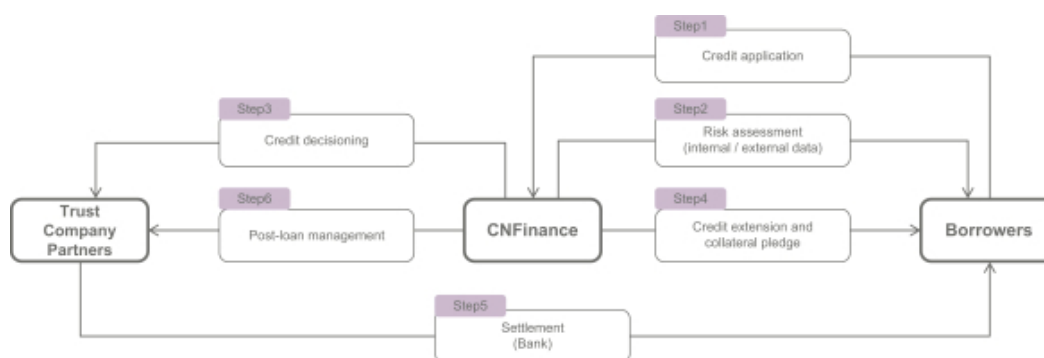 Step1
Credit application
Step3
Credit decisioning
Step2
Risk assessment
(internal / external data)
Trust
Company
Partners
Step6
Post-loan management
CNFinance
Step4
Credit extension and
collateral pledge
Borrowers
Step5
Settlement
(Bank)